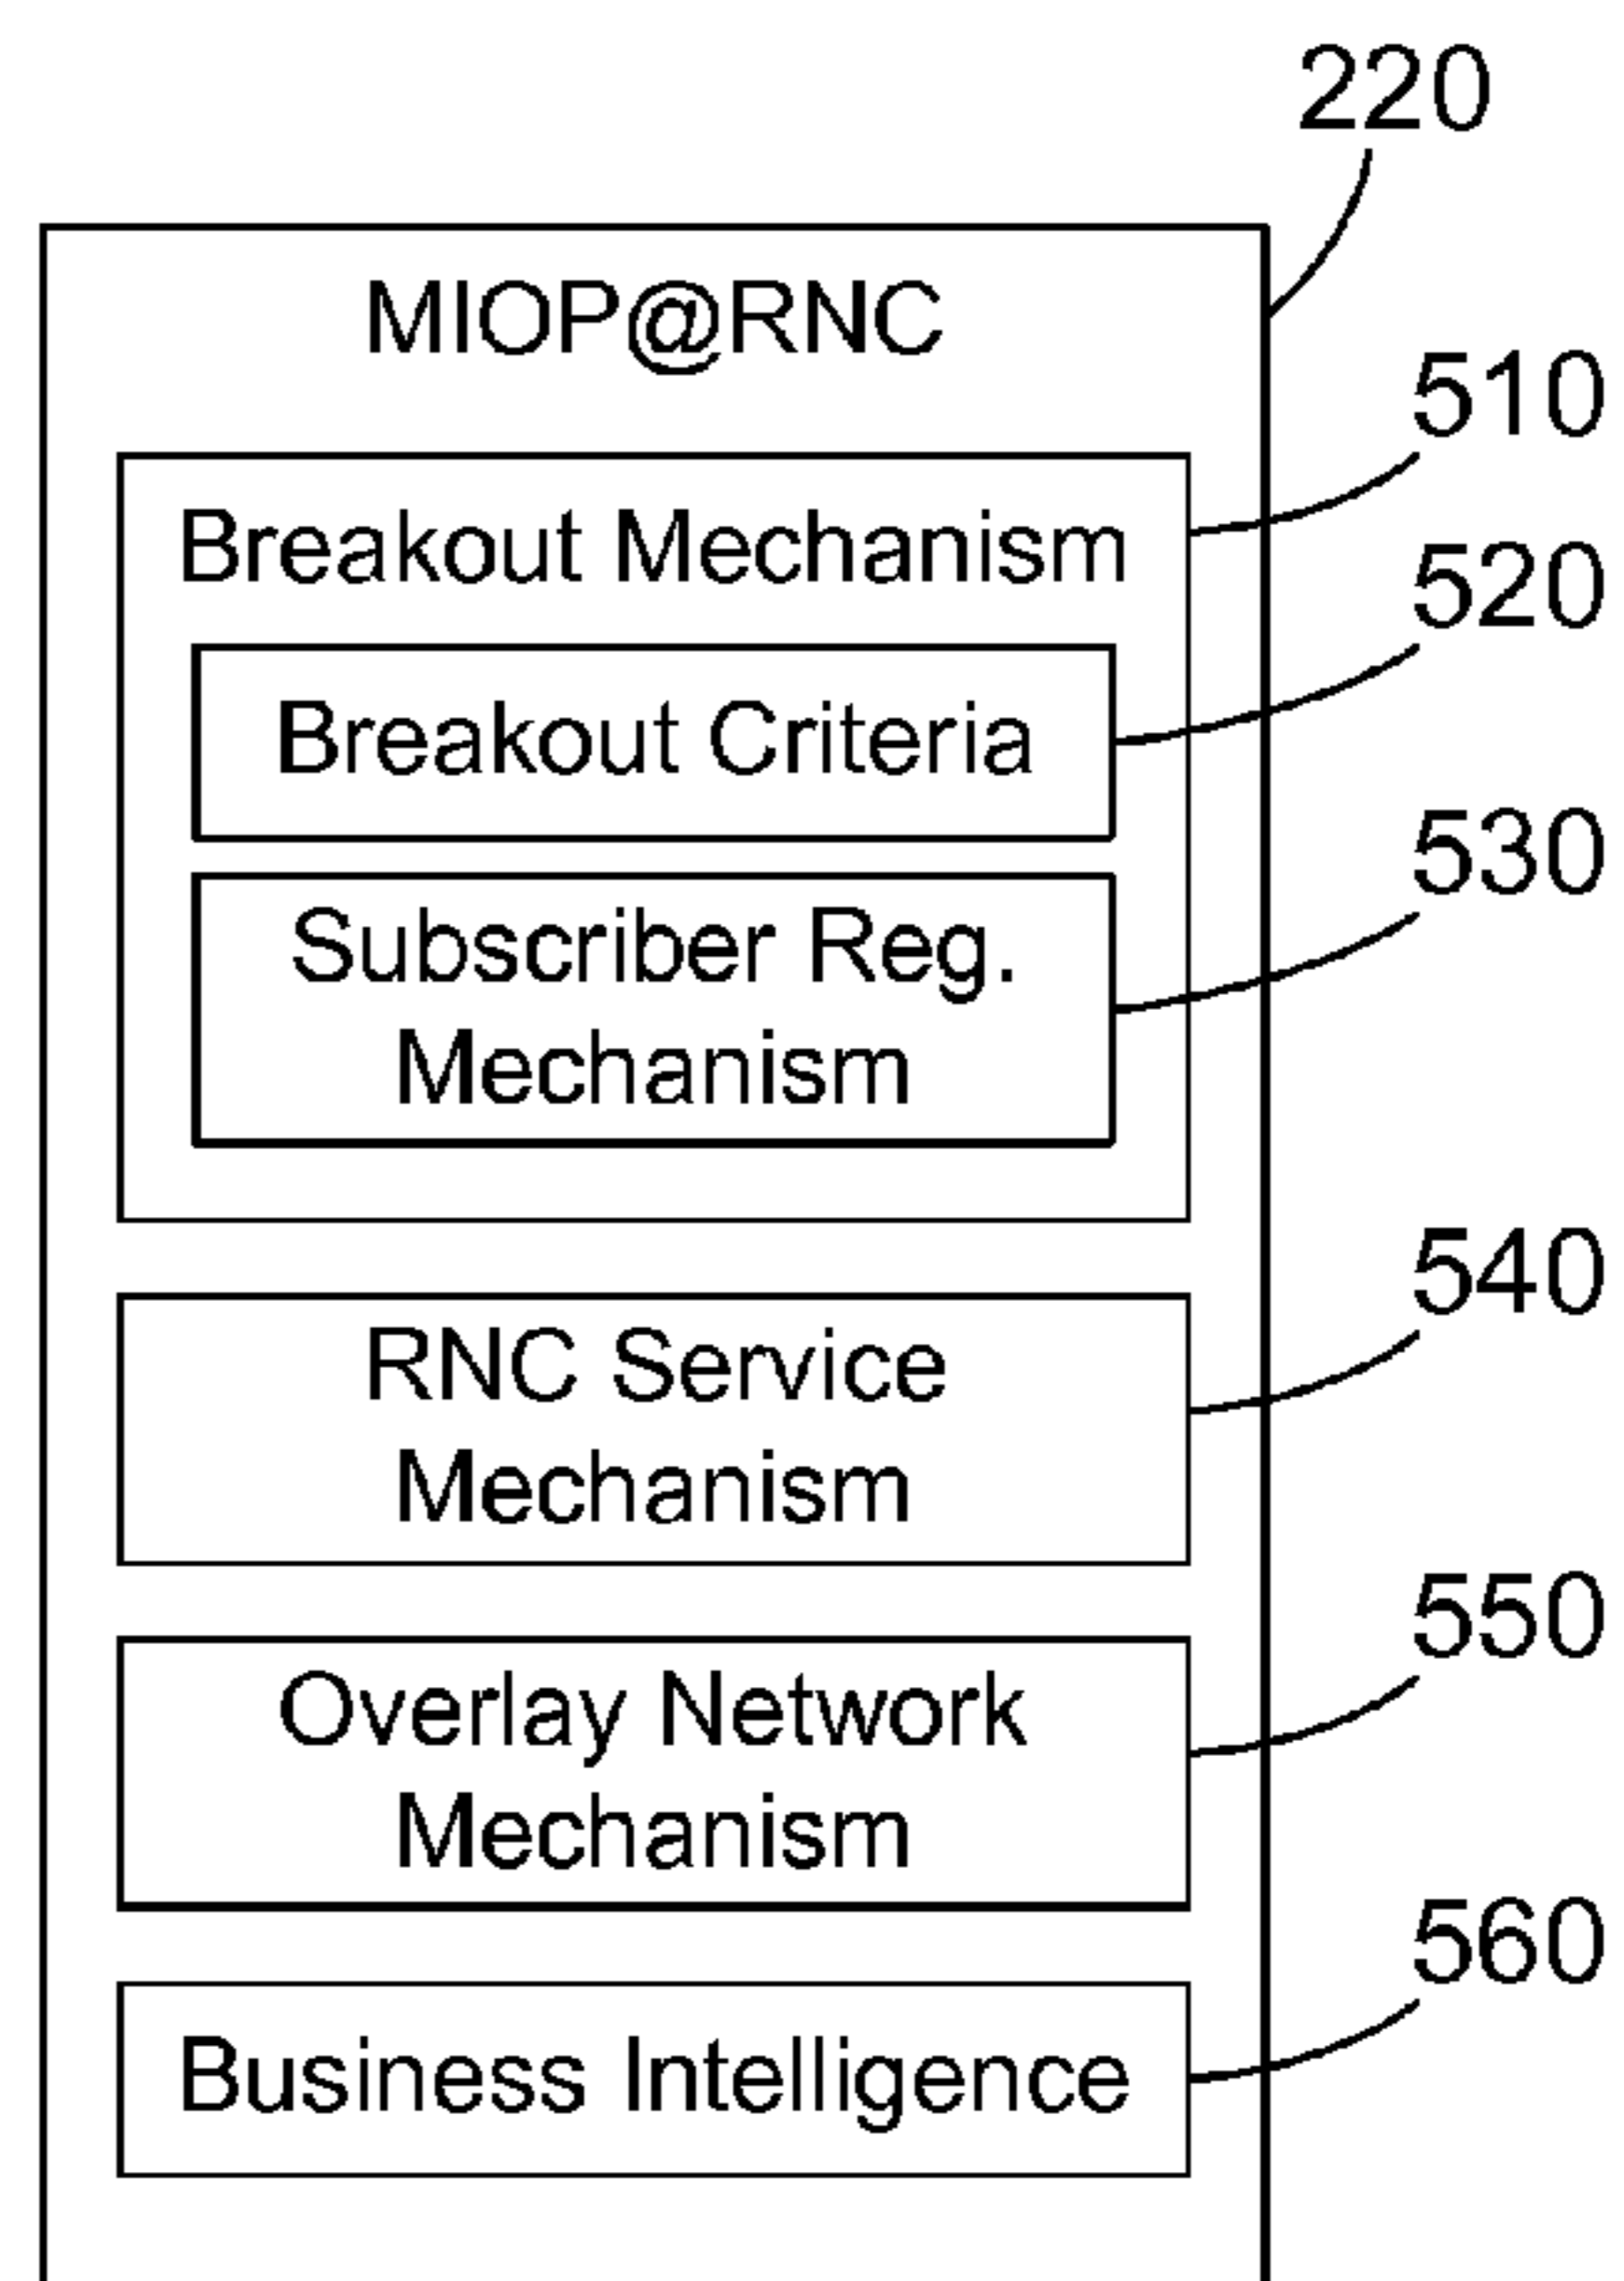 220
MIOP@RNC
510
Breakout Mechanism
520
Breakout Criteria
530
Subscriber Reg.
Mechanism
540
RNC Service
Mechanism
550
Overlay Network
Mechanism
560
Business Intelligence